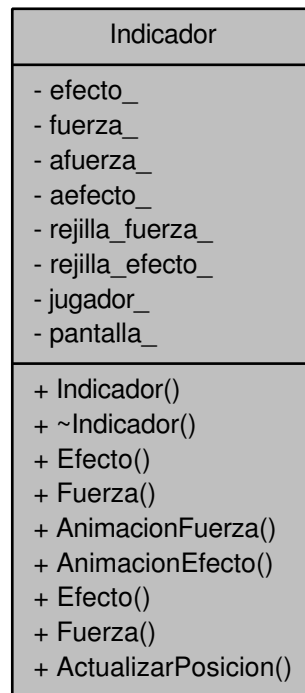 Indicador
- efecto_
- fuerza_
- afuerza_
- aefecto_
- rejilla_fuerza_
- rejilla_efecto_
- jugador_
- pantalla_
+ Indicador()
+ ~Indicador()
+ Efecto()
+ Fuerza()
+ AnimacionFuerza()
+ AnimacionEfecto()
+ Efecto()
+ Fuerza()
+ ActualizarPosicion()